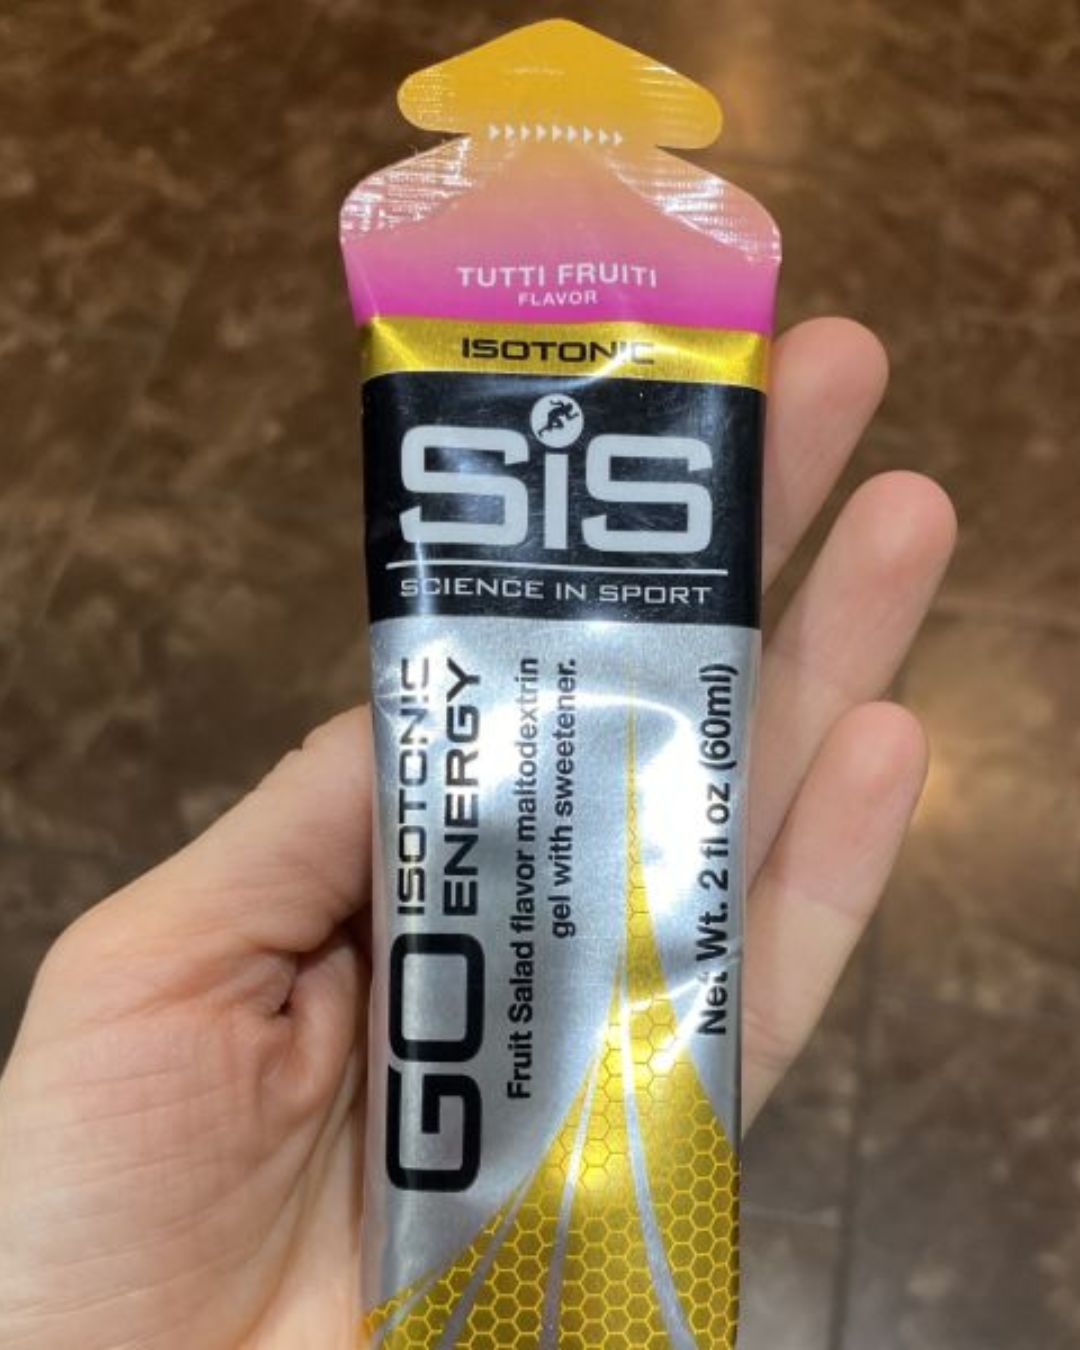 TUTTI FRUITI
FLAVOR
ISOTONIC
SiS
SCIENCE IN SPORT
GO ISOTONIC
ENERGY
Fruit Salad flavor maltodextrin
gel with sweetener.
Net Wt. 2 fl oz (60ml)